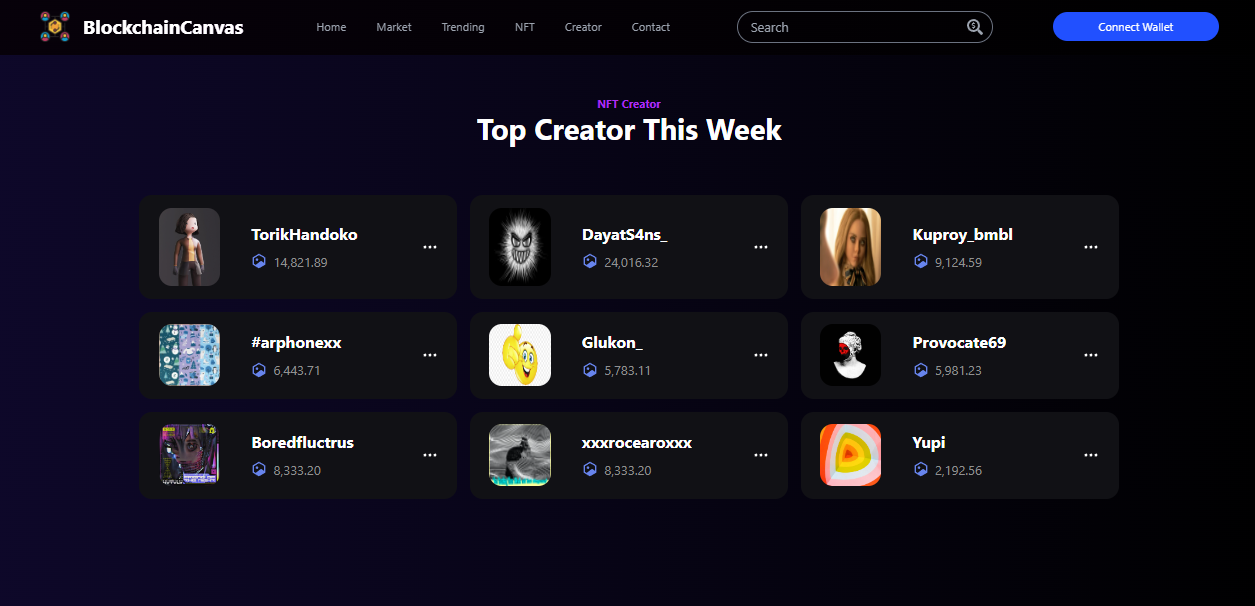 BlockchainCanvas
Home Market Trending NFT Creator Contact
Search
Connect Wallet
NFT Creator
Top Creator This Week
TorikHandoko
14,821.89
DayatS4ns_
24,016.32
Kuproy_bmbl
9,124.59
#arphonexx
6,443.71
Glukon_
5,783.11
Provocate69
5,981.23
Boredfluctrus
8,333.20
xxxrocearoxxx
8,333.20
Yupi
2,192.56